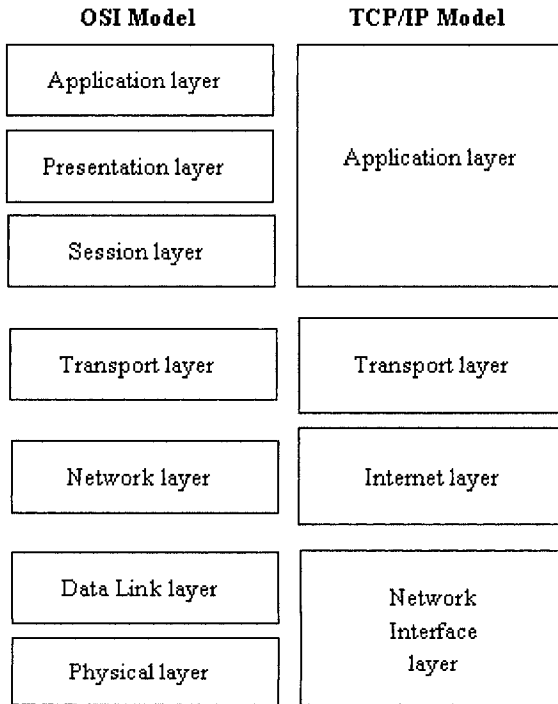 OSI Model
TCP/IP Model
Application layer
Presentation layer
Session layer
Application layer
Transport layer
Transport layer
Network layer
Internet layer
Data Link layer
Physical layer
Network
Interface
layer